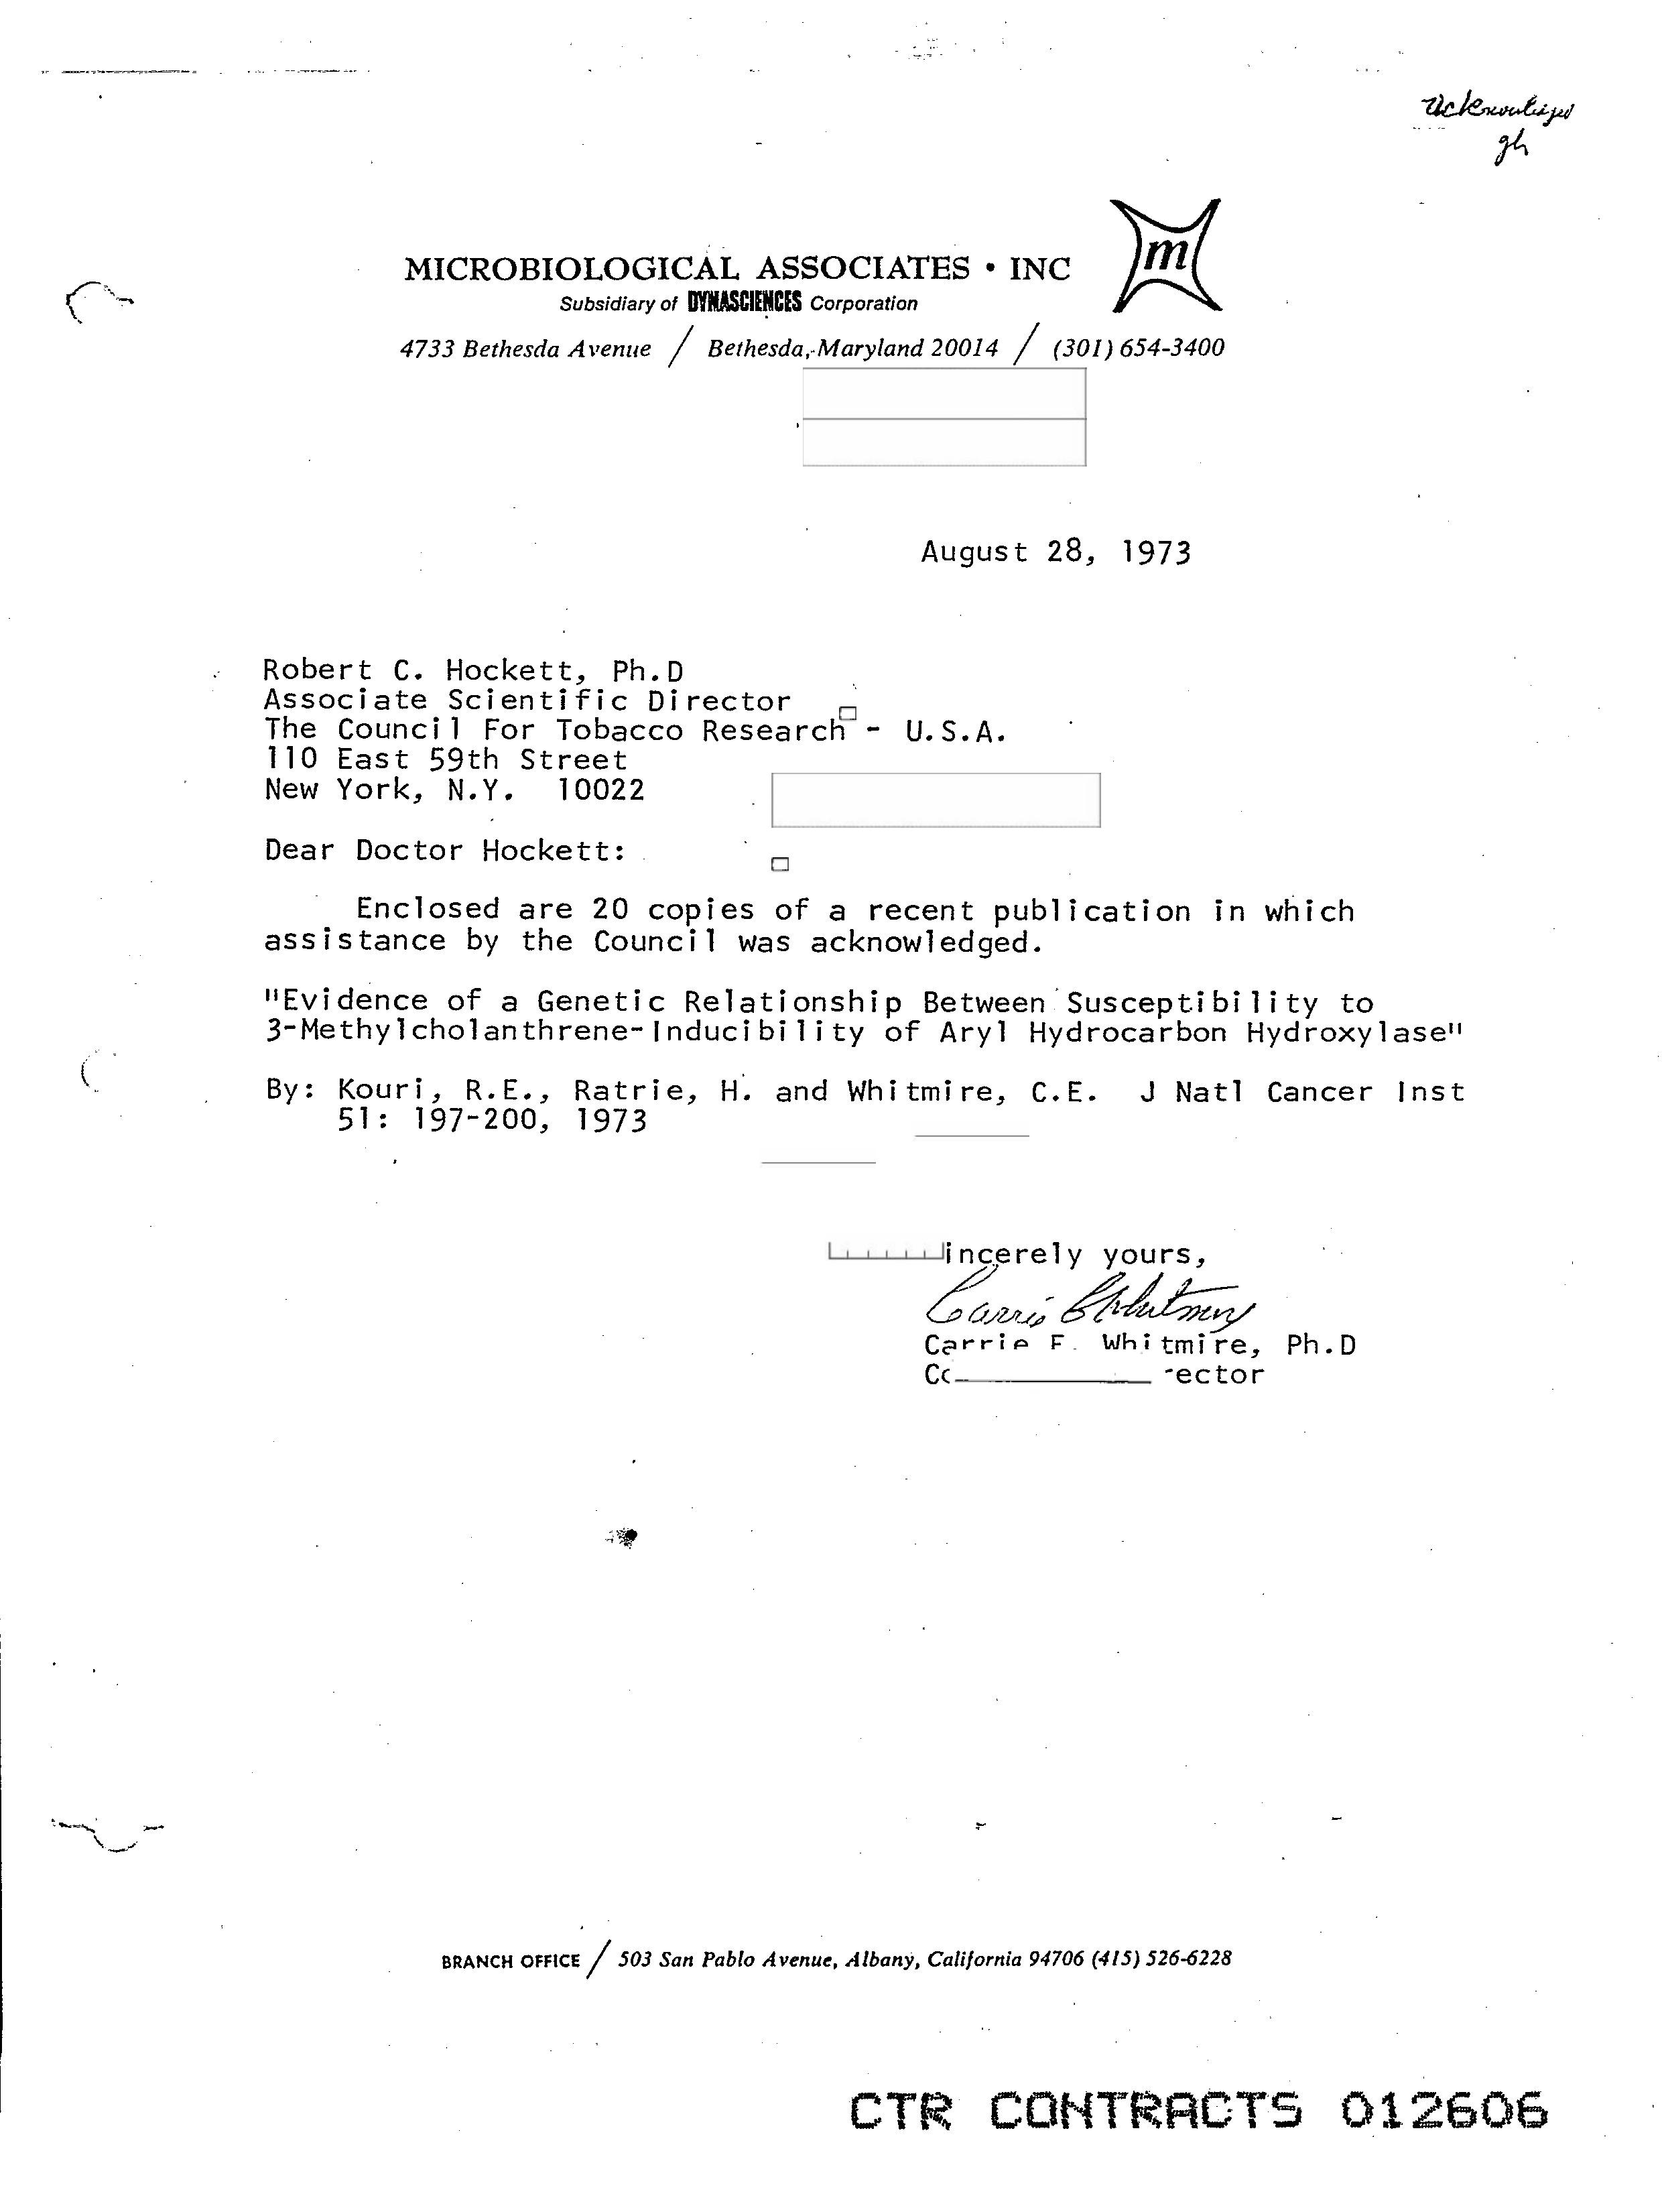 Acknowledged
gh
MICROBIOLOGICAL ASSOCIATES • INC
m
Subsidiary of DYNASCIENCES Corporation
4733 Bethesda Avenue / Bethesda, Maryland 20014 / (301) 654-3400
August 28, 1973
Robert C. Hockett, Ph.D
Associate Scientific Director
The Council For Tobacco Research - U.S.A.
110 East 59th Street
New York, N.Y. 10022
Dear Doctor Hockett:
Enclosed are 20 copies of a recent publication in which
assistance by the Council was acknowledged.
"Evidence of a Genetic Relationship Between Susceptibility to
3-Methylcholanthrene-Inducibility of Aryl Hydrocarbon Hydroxylase"
By: Kouri, R.E., Ratrie, H. and Whitmire, C.E. J Natl Cancer Inst
51: 197-200, 1973
incerely yours,
Carrie Whitmire
Carrie F. Whitmire, Ph.D
ector
BRANCH OFFICE / 503 San Pablo Avenue, Albany, California 94706 (415) 526-6228
CTR CONTRACTS 012606